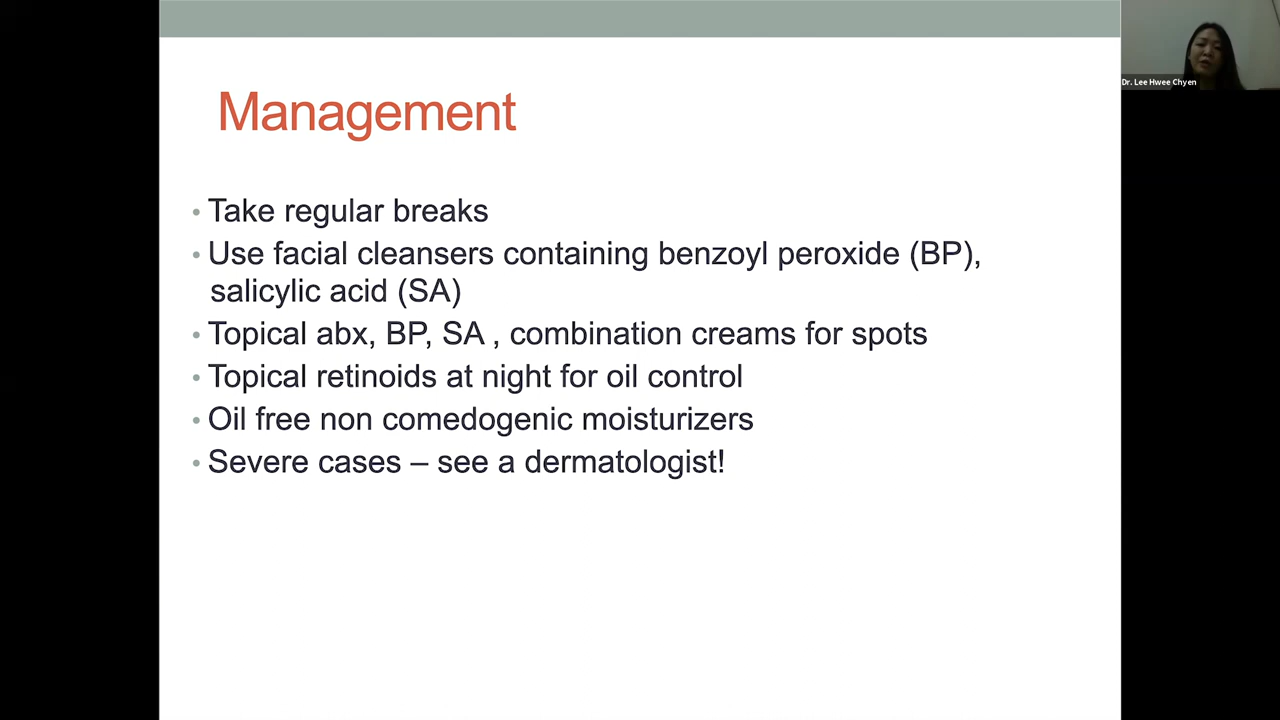 Management
• Take regular breaks
• Use facial cleansers containing benzoyl peroxide (BP),
salicylic acid (SA)
• Topical abx, BP, SA , combination creams for spots
• Topical retinoids at night for oil control
• Oil free non comedogenic moisturizers
• Severe cases – see a dermatologist!
Dr. Lee Hwee Chyen